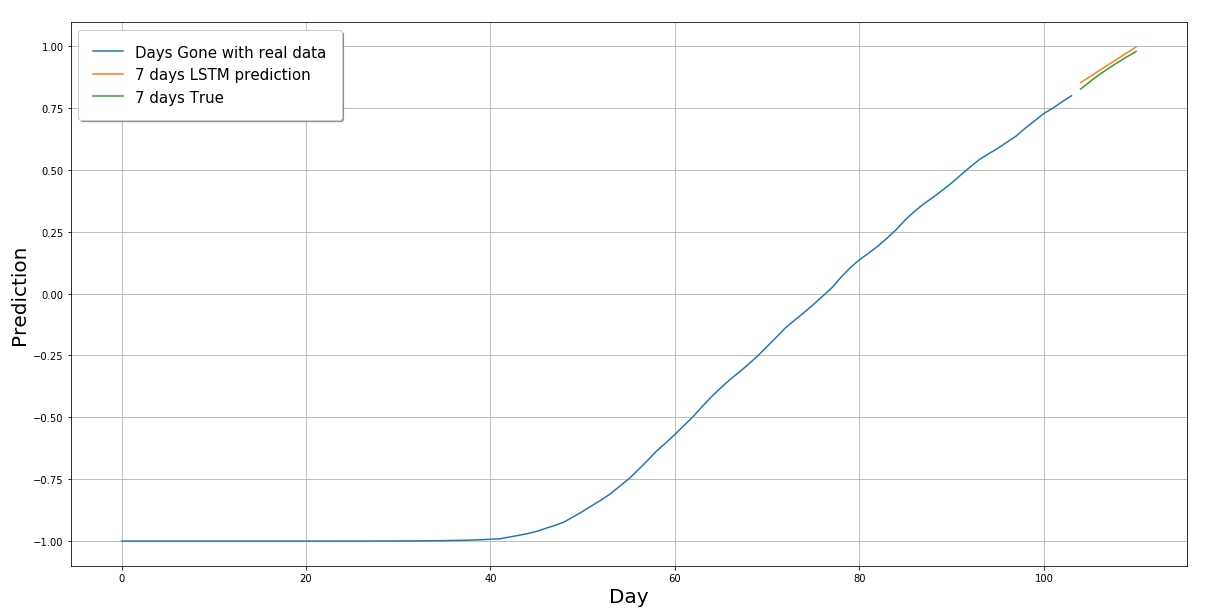 Days Gone with real data
7 days LSTM prediction
7 days True
Prediction
1.00
0.75
0.50
0.25
0.00
−0.25
−0.50
−0.75
−1.00
0 20 40 60 80 100
Day